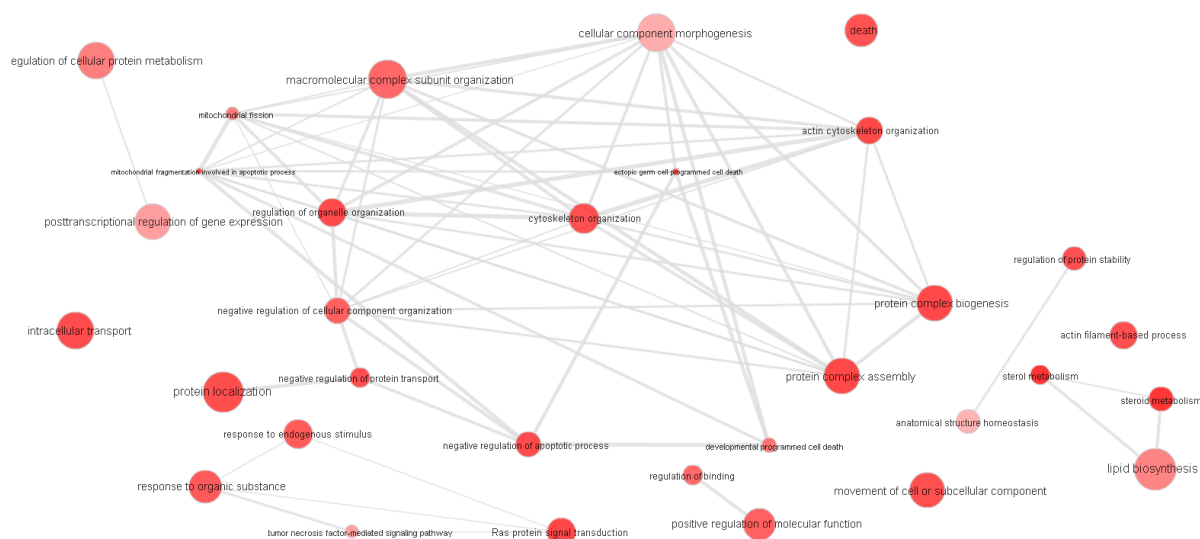 death
cellular component morphogenesis
egulation of cellular protein metabolism
macromolecular complex subunit organization
mitochondrial fission
actin cytoskeleton organization
mitochondrial fragmentation involved in apoptotic process
ectopic germ cell programmed cell death
regulation of organelle organization
posttranscriptional regulation of gene expression
cytoskeleton organization
regulation of protein stability
protein complex biogenesis
negative regulation of cellular component organization
intracellular transport
actin filament-based process
protein complex assembly
sterol metabolism
negative regulation of protein transport
protein localization
steroid metabolism
anatomical structure homeostasis
response to endogenous stimulus
negative regulation of apoptotic process
developmental programmed cell death
lipid biosynthesis
regulation of binding
response to organic substance
movement of cell or subcellular component
positive regulation of molecular function
tumor necrosis factor-mediated signaling pathway
Ras protein signal transduction